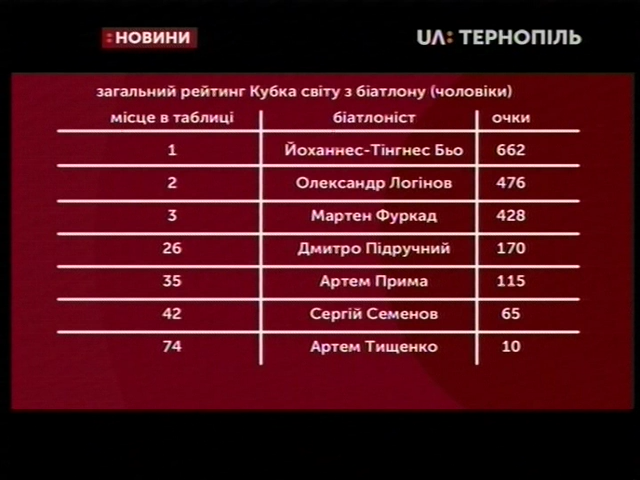 :НОВИНИ
UA: ТЕРНОПІЛЬ
загальний рейтинг Кубка світу з біатлону (чоловіки)
місце в таблиці біатлоніст очки
1 Йоханнес-Тінгнес Бьо 662
2 Олександр Логінов 476
3 Мартен Фуркад 428
26 Дмитро Підручний 170
35 Артем Прима 115
42 Сергій Семенов 65
74 Артем Тищенко 10